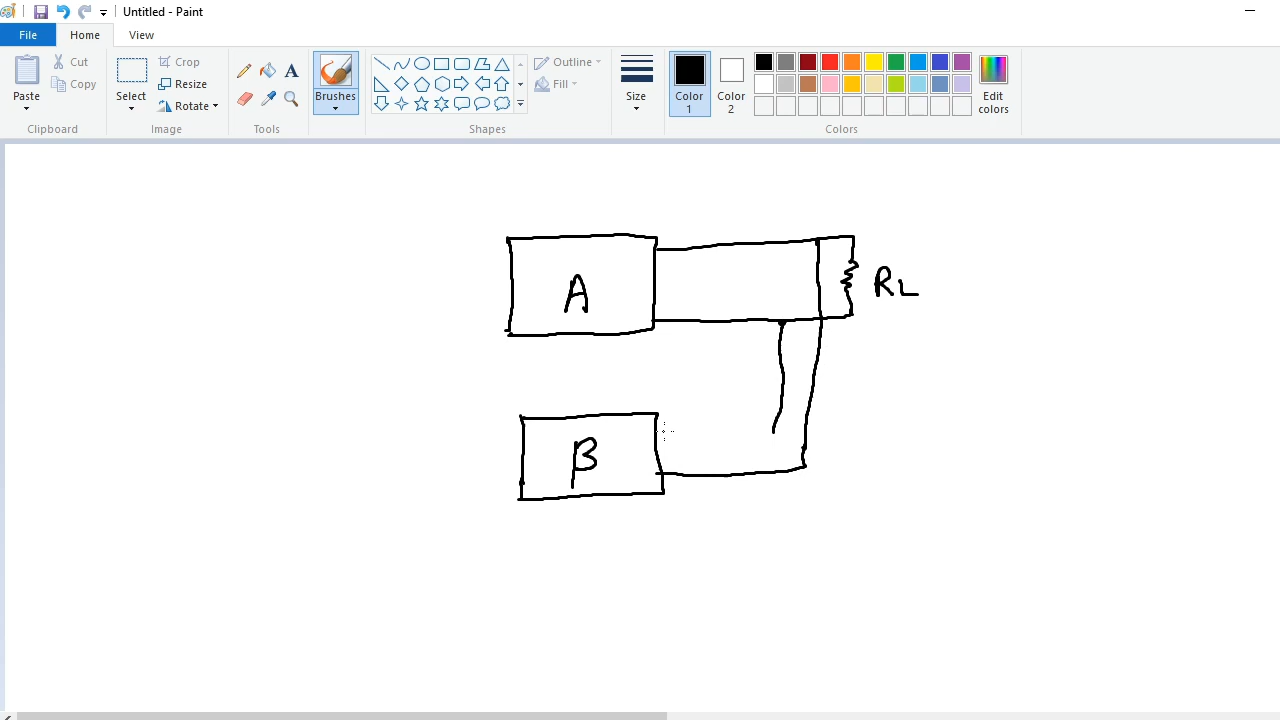 Untitled - Paint
File Home View
Cut
Copy
Paste
Clipboard
Select
Crop
Resize
Rotate
Image
Tools
Brushes
Shapes
Outline
Fill
Size
Color 1
Color 2
Edit colors
Colors
A
RL
β